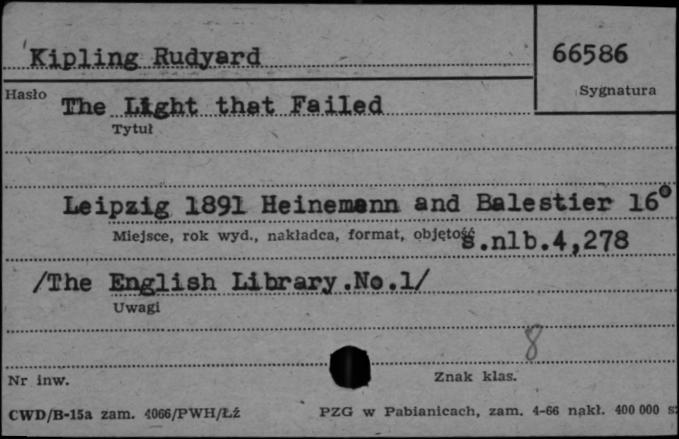 Kipling Rudyard
66586
Hasło
Sygnatura
The Light that Failed
Tytuł
Leipzig 1891 Heinemann and Balestier 16°
Miejsce, rok wyd., nakładca, format, objętość
s.nlb.4,278
/The English Library.No.1/
Uwagi
8
Nr inw.
Znak klas.
CWD/B-15a zam. 4066/PWH/Łź
PZG w Pabianicach, zam. 4-66 nakł. 400 000